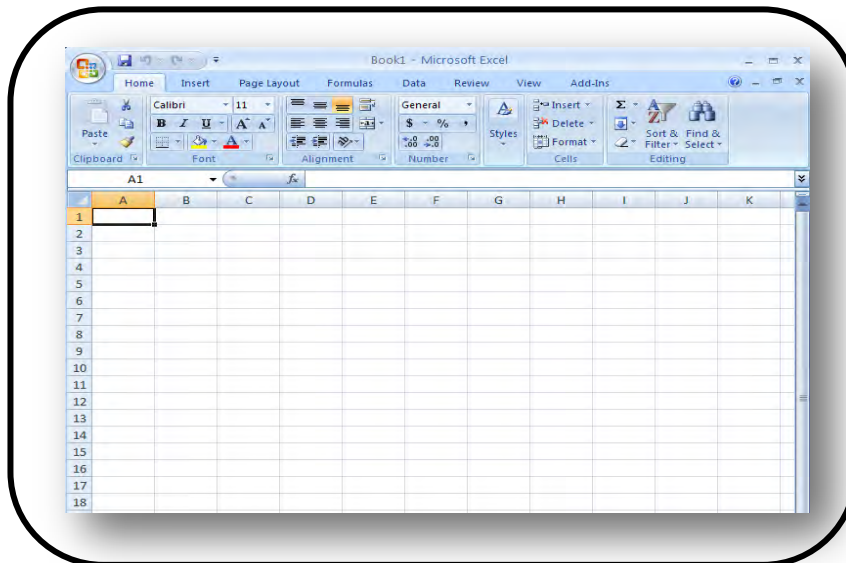 Book1 - Microsoft Excel
Home Insert Page Layout Formulas Data Review View Add-Ins
Calibri 11 General Insert Σ
B I U A A $ - % , Delete
Paste A Styles Format Sort & Filter Find & Select
Clipboard Font Alignment Number Cells Editing
A1 fx
A B C D E F G H I J K
1
2
3
4
5
6
7
8
9
10
11
12
13
14
15
16
17
18